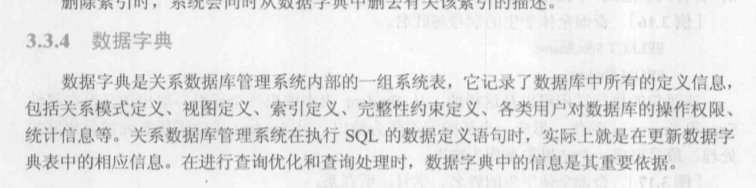 删除索引时，系统会同时从数据字典中删去有关该索引的描述。
3.3.4 数据字典
数据字典是关系数据库管理系统内部的一组系统表，它记录了数据库中所有的定义信息，
包括关系模式定义、视图定义、索引定义、完整性约束定义、各类用户对数据库的操作权限、
统计信息等。关系数据库管理系统在执行 SQL 的数据定义语句时，实际上就是在更新数据字
典表中的相应信息。在进行查询优化和查询处理时，数据字典中的信息是其重要依据。